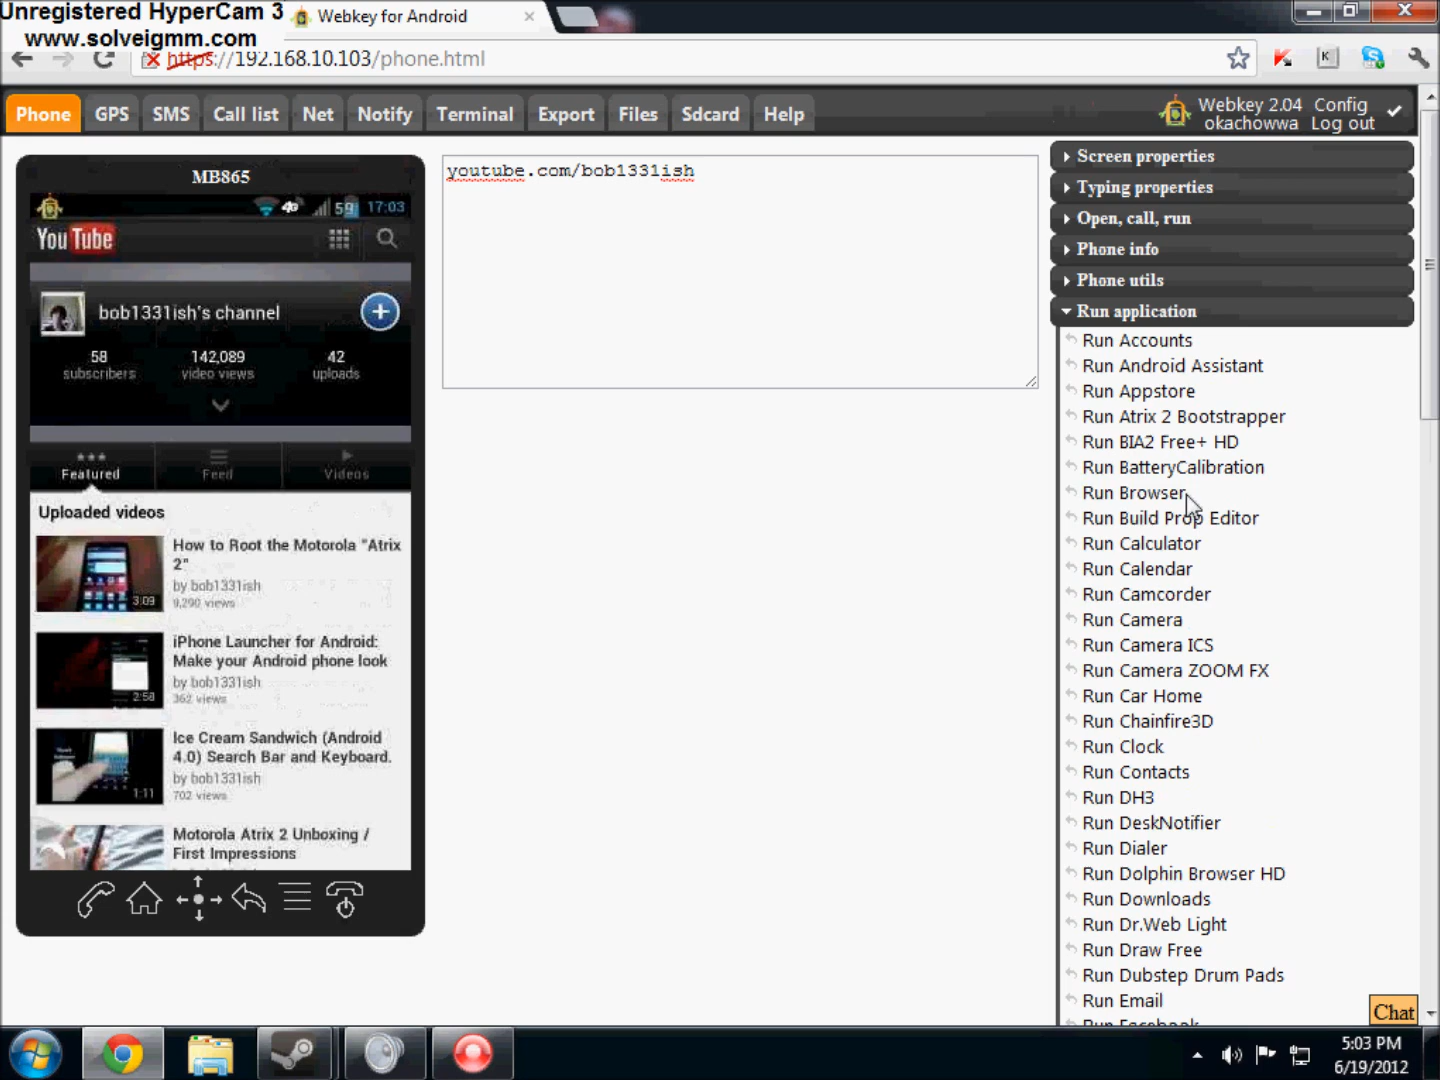 Unregistered HyperCam 3
www.solveigmm.com
Webkey for Android
https://192.168.10.103/phone.html
Phone
GPS
SMS
Call list
Net
Notify
Terminal
Export
Files
Sdcard
Help
Webkey 2.04
okachowwa
Config
Log out
MB865
4G
59
17:03
YouTube
bob1331ish's channel
58
subscribers
142,089
video views
42
uploads
Featured
Feed
Videos
Uploaded videos
How to Root the Motorola "Atrix
2"
by bob1331ish
9,290 views
3:09
iPhone Launcher for Android:
Make your Android phone look
by bob1331ish
362 views
2:58
Ice Cream Sandwich (Android
4.0) Search Bar and Keyboard.
by bob1331ish
702 views
1:11
Motorola Atrix 2 Unboxing /
First Impressions
youtube.com/bob1331ish
Screen properties
Typing properties
Open, call, run
Phone info
Phone utils
Run application
Run Accounts
Run Android Assistant
Run Appstore
Run Atrix 2 Bootstrapper
Run BIA2 Free+ HD
Run BatteryCalibration
Run Browser
Run Build Prop Editor
Run Calculator
Run Calendar
Run Camcorder
Run Camera
Run Camera ICS
Run Camera ZOOM FX
Run Car Home
Run Chainfire3D
Run Clock
Run Contacts
Run DH3
Run DeskNotifier
Run Dialer
Run Dolphin Browser HD
Run Downloads
Run Dr.Web Light
Run Draw Free
Run Dubstep Drum Pads
Run Email
Run Facebook
Chat
5:03 PM
6/19/2012